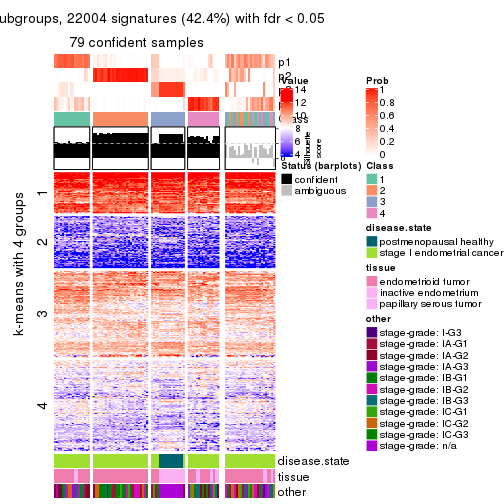 ubgroups, 22004 signatures (42.4%) with fdr < 0.05
79 confident samples
p1
p2
Value
14
12
10
8
6
4
Prob
1
0.8
0.6
0.4
0.2
0
Silhouette
score
Status (barplots)
confident
ambiguous
Class
1
2
3
4
k-means with 4 groups
1
2
3
4
disease.state
postmenopausal healthy
stage I endometrial cancer
tissue
endometrioid tumor
inactive endometrium
papillary serous tumor
other
stage-grade: I-G3
stage-grade: IA-G1
stage-grade: IA-G2
stage-grade: IA-G3
stage-grade: IB-G1
stage-grade: IB-G2
stage-grade: IB-G3
stage-grade: IC-G1
stage-grade: IC-G2
stage-grade: IC-G3
stage-grade: n/a
disease.state
tissue
other